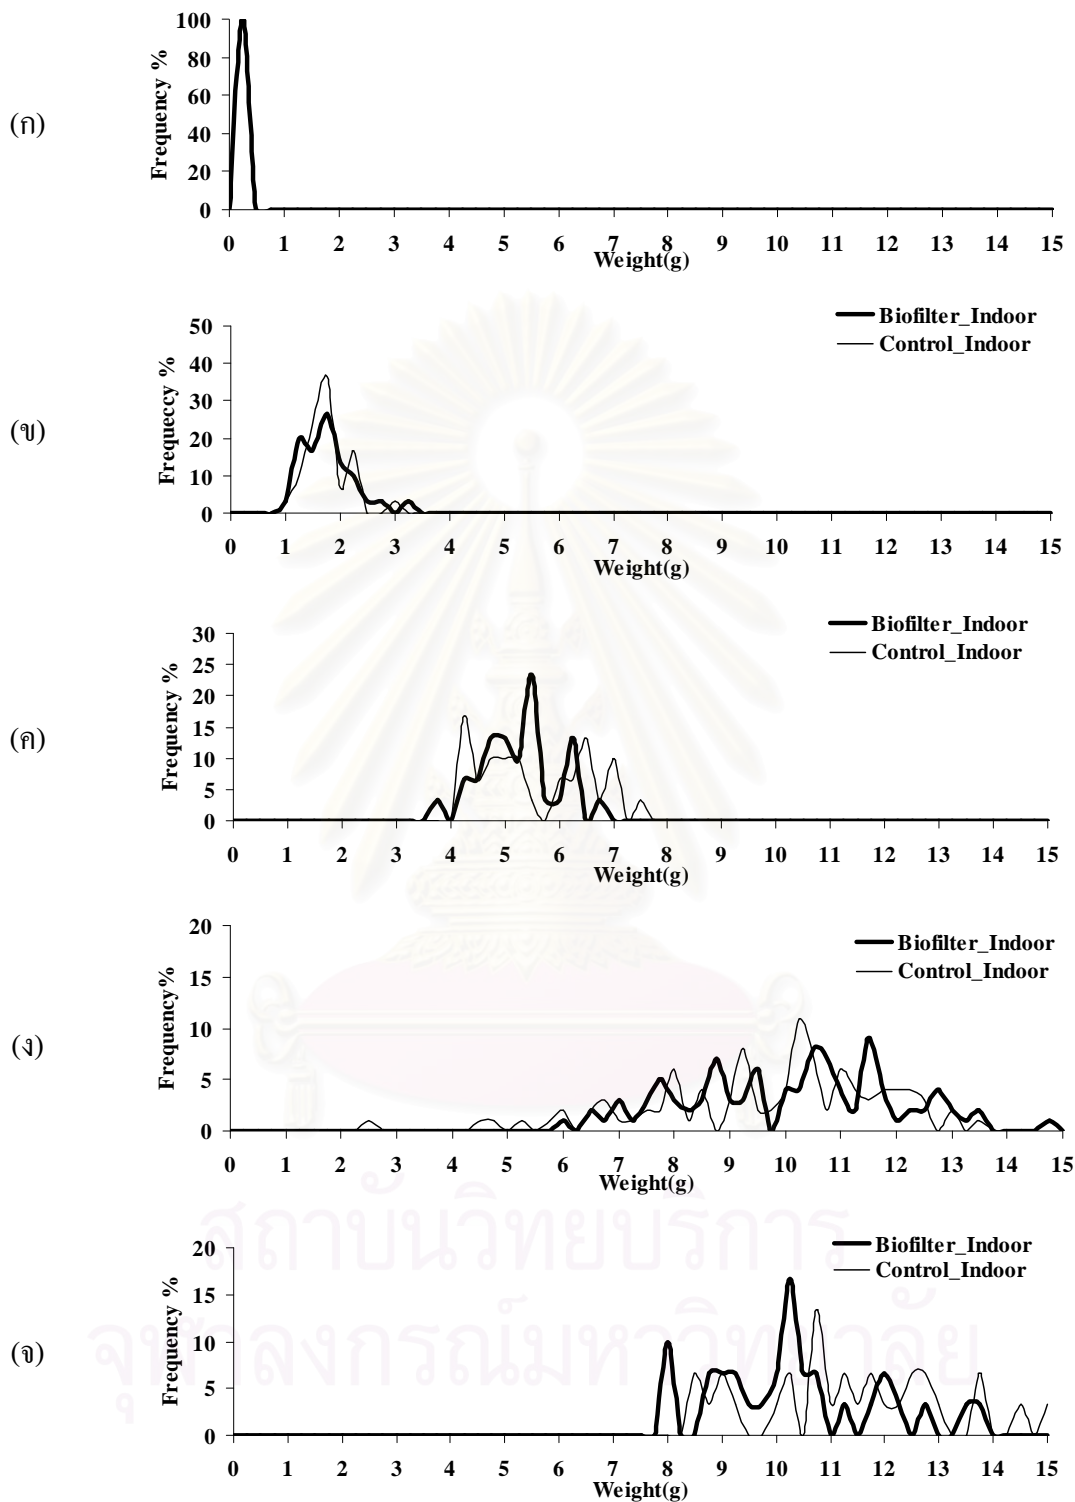 (ก)
Frequency %
100
80
60
40
20
0
0 1 2 3 4 5 6 7 8 9 10 11 12 13 14 15
Weight(g)
(ข)
Frequeccy %
50
40
30
20
10
0
Biofilter_Indoor
Control_Indoor
0 1 2 3 4 5 6 7 8 9 10 11 12 13 14 15
Weight(g)
(ค)
Frequency %
30
25
20
15
10
5
0
Biofilter_Indoor
Control_Indoor
0 1 2 3 4 5 6 7 8 9 10 11 12 13 14 15
Weight(g)
(ง)
Frequency%
20
15
10
5
0
Biofilter_Indoor
Control_Indoor
0 1 2 3 4 5 6 7 8 9 10 11 12 13 14 15
Weight(g)
สถาบันวิทยบริการ
จุฬาลงกรณ์มหาวิทยาลัย
(จ)
Frequency %
20
15
10
5
0
Biofilter_Indoor
Control_Indoor
0 1 2 3 4 5 6 7 8 9 10 11 12 13 14 15
Weight(g)